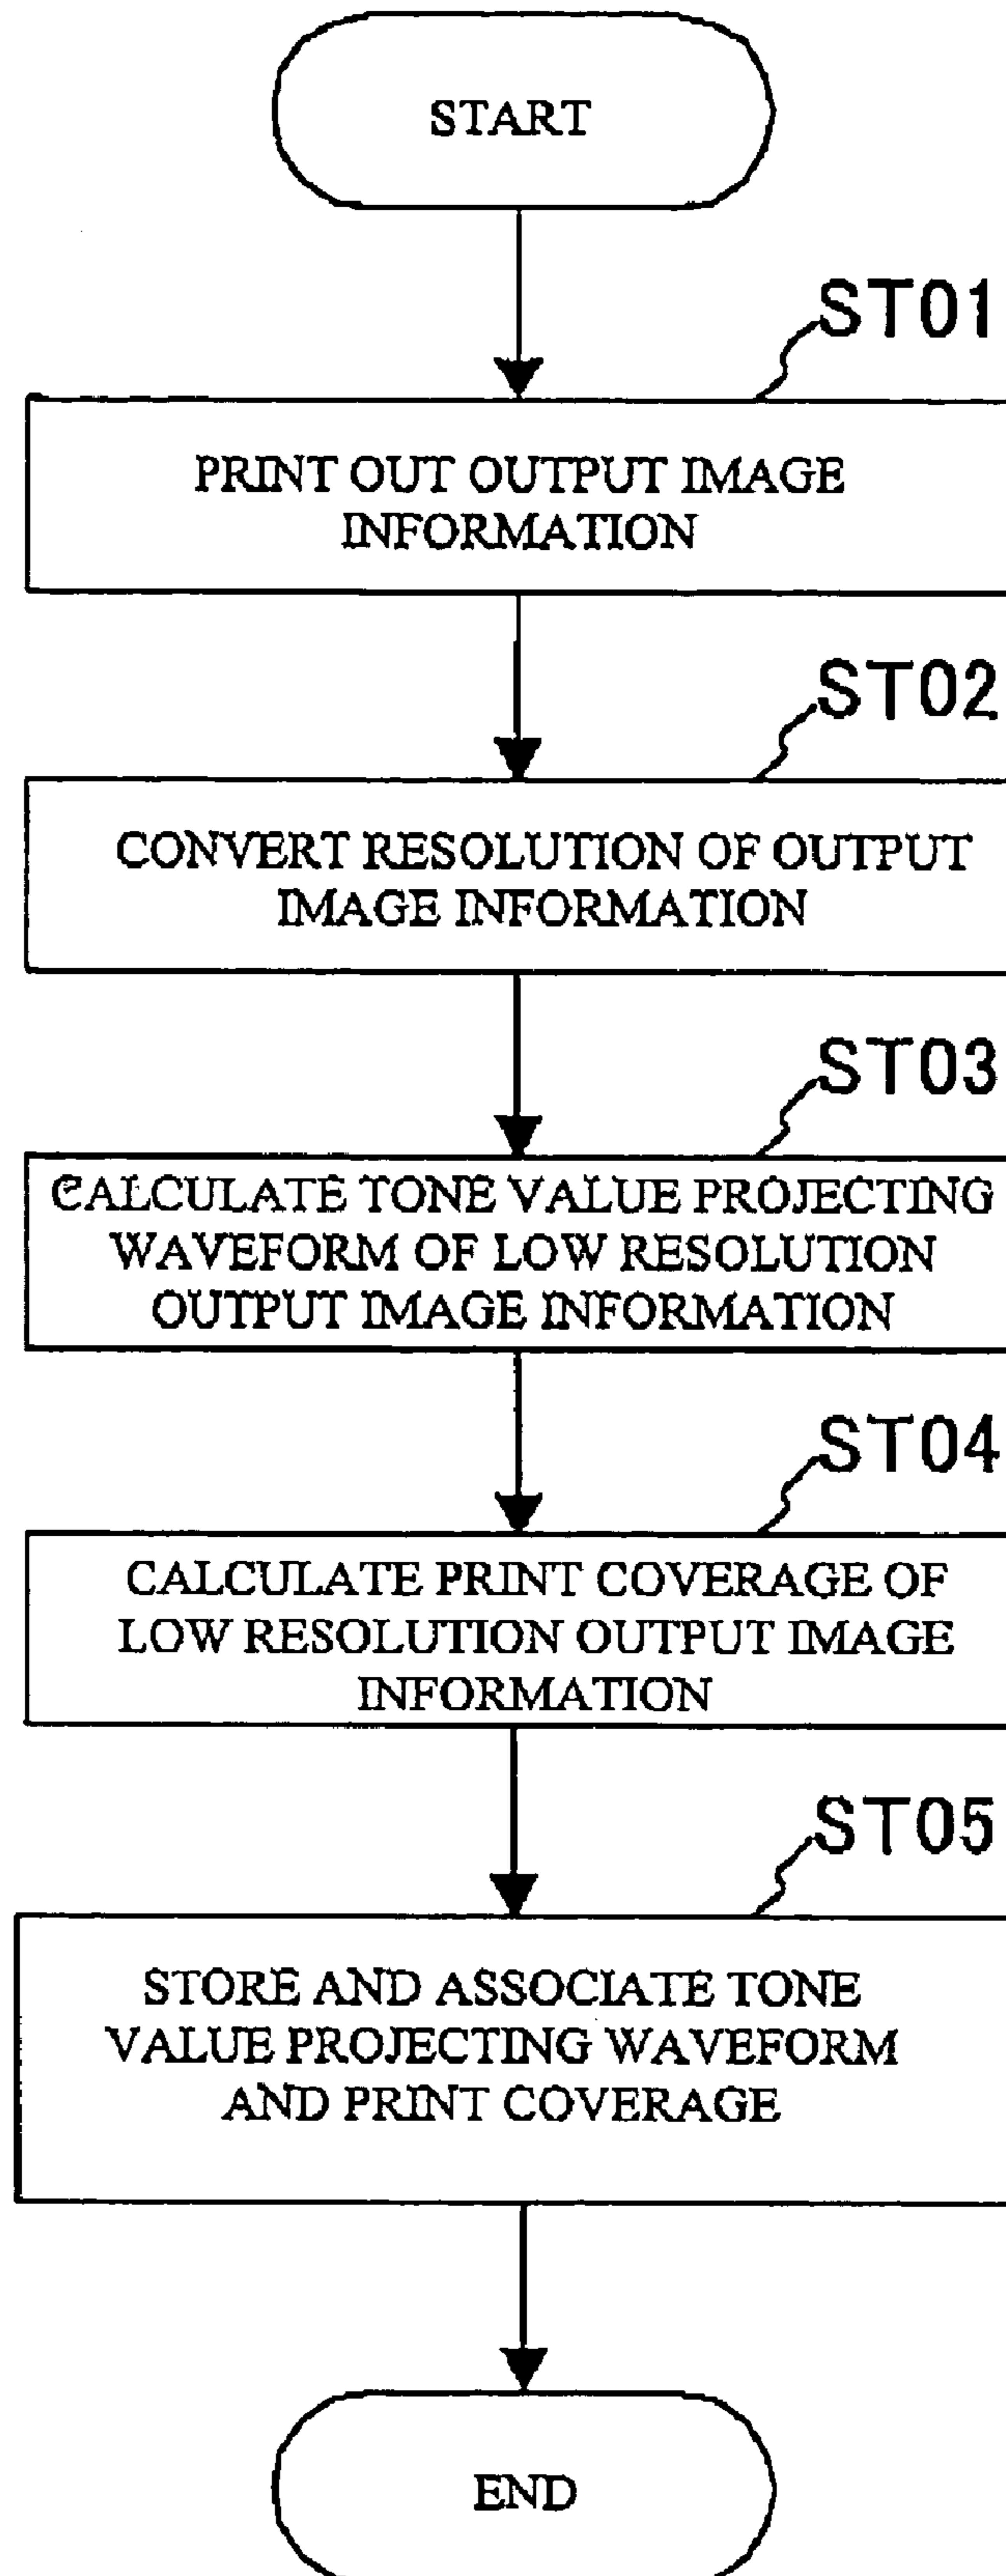 START
ST01
PRINT OUT OUTPUT IMAGE
INFORMATION
ST02
CONVERT RESOLUTION OF OUTPUT
IMAGE INFORMATION
ST03
CALCULATE TONE VALUE PROJECTING
WAVEFORM OF LOW RESOLUTION
OUTPUT IMAGE INFORMATION
ST04
CALCULATE PRINT COVERAGE OF
LOW RESOLUTION OUTPUT IMAGE
INFORMATION
ST05
STORE AND ASSOCIATE TONE
VALUE PROJECTING WAVEFORM
AND PRINT COVERAGE
END